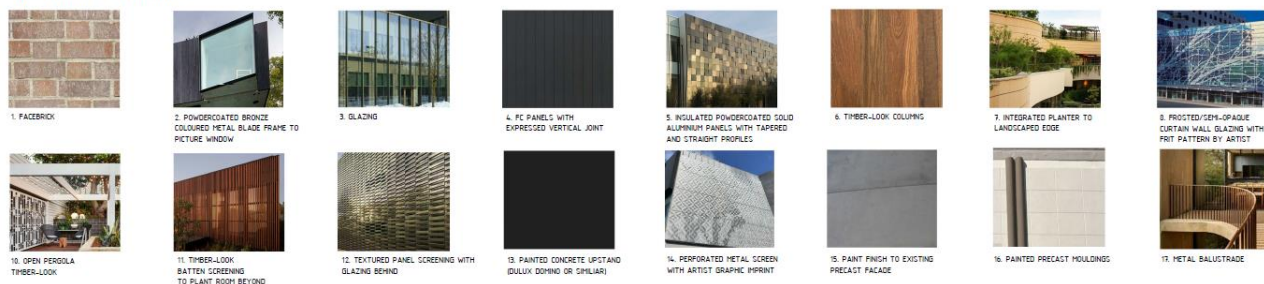 1. FACEBRICK
2. POWDERCOATED BRONZE
COLOURED METAL BLADE FRAME TO
PICTURE WINDOW
3. GLAZING
4. FC PANELS WITH
EXPRESSED VERTICAL JOINT
5. INSULATED POWDERCOATED SOLID
ALUMINIUM PANELS WITH TAPERED
AND STRAIGHT PROFILES
6. TIMBER-LOOK COLUMNS
7. INTEGRATED PLANTER TO
LANDSCAPED EDGE
8. FROSTED/SEMI-OPAQUE
CURTAIN WALL GLAZING WITH
FRIT PATTERN BY ARTIST
10. OPEN PERGOLA
TIMBER-LOOK
11. TIMBER-LOOK
BATTEN SCREENING
TO PLANT ROOM BEYOND
12. TEXTURED PANEL SCREENING WITH
GLAZING BEHIND
13. PAINTED CONCRETE UPSTAND
(DULUX DOMINO OR SIMILIAR)
14. PERFORATED METAL SCREEN
WITH ARTIST GRAPHIC IMPRINT
15. PAINT FINISH TO EXISTING
PRECAST FACADE
16. PAINTED PRECAST MOULDINGS
17. METAL BALUSTRADE